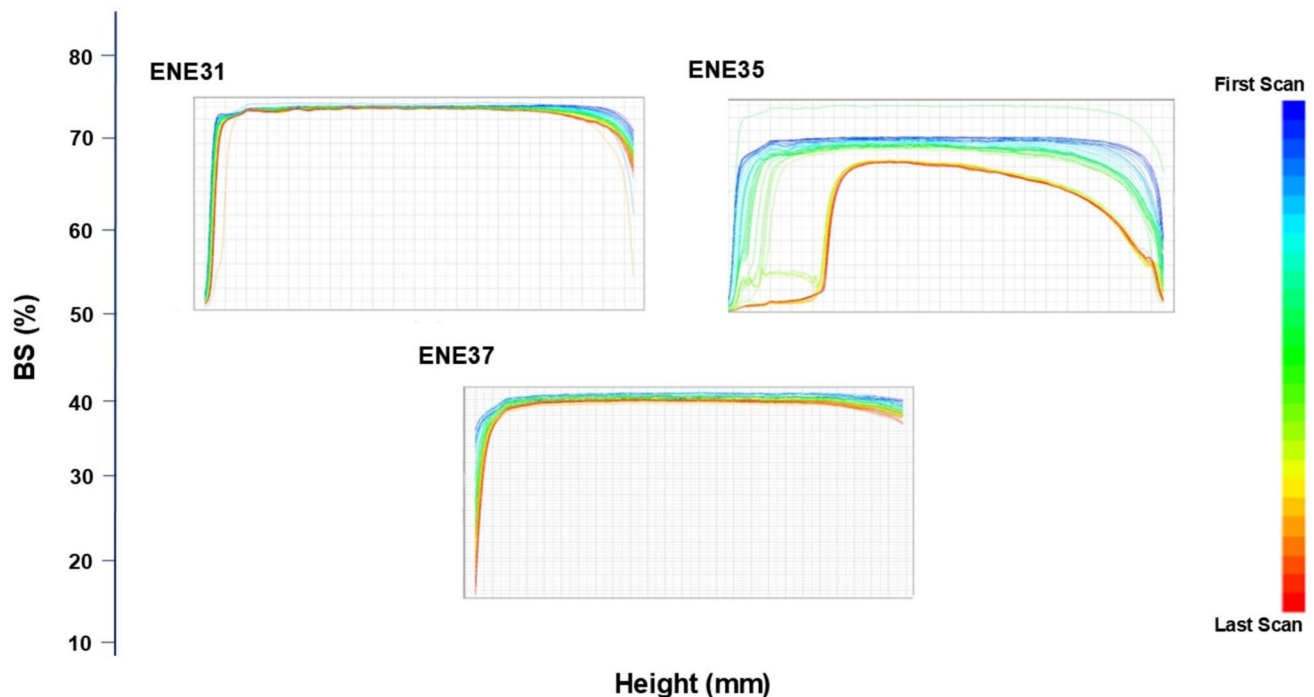 80
ENE31
ENE35
First Scan
70
60
50
BS (%)
ENE37
40
30
20
Last Scan
10
Height (mm)